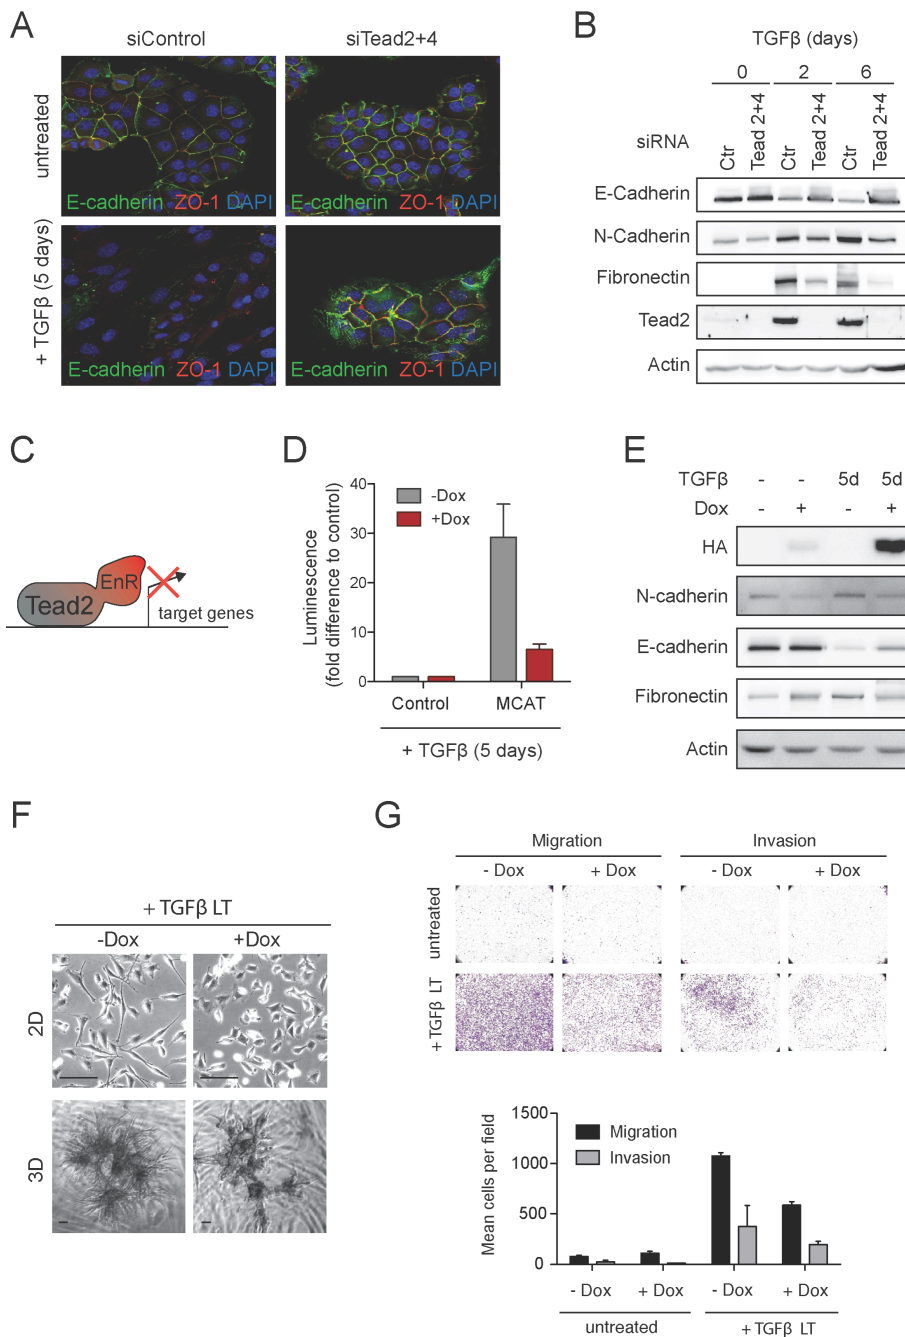 A
siControl
siTead2+4
untreated
E-cadherin ZO-1 DAPI
E-cadherin ZO-1 DAPI
+ TGFβ (5 days)
E-cadherin ZO-1 DAPI
E-cadherin ZO-1 DAPI
B
TGFβ (days)
0 2 6
siRNA
Ctr Tead 2+4 Ctr Tead 2+4 Ctr Tead 2+4
E-Cadherin
N-Cadherin
Fibronectin
Tead2
Actin
C
Tead2
EnR
target genes
D
Luminescence
(fold difference to control)
40
30
20
10
0
-Dox
+Dox
Control MCAT
+ TGFβ (5 days)
E
TGFβ - - 5d 5d
Dox - + - +
HA
N-cadherin
E-cadherin
Fibronectin
Actin
F
+ TGFβ LT
-Dox +Dox
2D
3D
G
Migration Invasion
- Dox + Dox - Dox + Dox
untreated
+ TGFβ LT
Mean cells per field
1500
1000
500
0
Migration
Invasion
- Dox + Dox - Dox + Dox
untreated + TGFβ LT